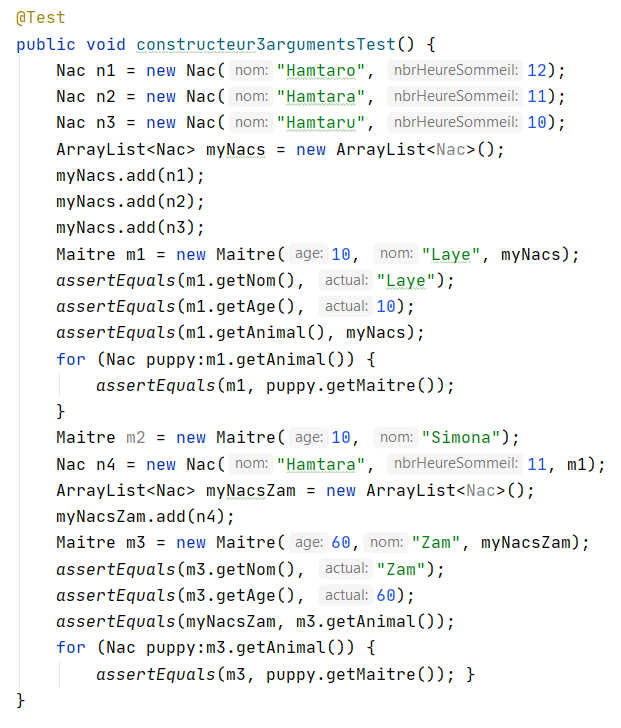 @Test
public void constructeur3argumentsTest() {
    Nac n1 = new Nac( nom: "Hamtaro", nbrHeureSommeil: 12);
    Nac n2 = new Nac( nom: "Hamtara", nbrHeureSommeil: 11);
    Nac n3 = new Nac( nom: "Hamtaru", nbrHeureSommeil: 10);
    ArrayList<Nac> myNacs = new ArrayList<Nac>();
    myNacs.add(n1);
    myNacs.add(n2);
    myNacs.add(n3);
    Maitre m1 = new Maitre( age: 10, nom: "Laye", myNacs);
    assertEquals(m1.getNom(), actual: "Laye");
    assertEquals(m1.getAge(), actual: 10);
    assertEquals(m1.getAnimal(), myNacs);
    for (Nac puppy:m1.getAnimal()) {
        assertEquals(m1, puppy.getMaitre());
    }
    Maitre m2 = new Maitre( age: 10, nom: "Simona");
    Nac n4 = new Nac( nom: "Hamtara", nbrHeureSommeil: 11, m1);
    ArrayList<Nac> myNacsZam = new ArrayList<Nac>();
    myNacsZam.add(n4);
    Maitre m3 = new Maitre( age: 60, nom: "Zam", myNacsZam);
    assertEquals(m3.getNom(), actual: "Zam");
    assertEquals(m3.getAge(), actual: 60);
    assertEquals(myNacsZam, m3.getAnimal());
    for (Nac puppy:m3.getAnimal()) {
        assertEquals(m3, puppy.getMaitre()); }
}